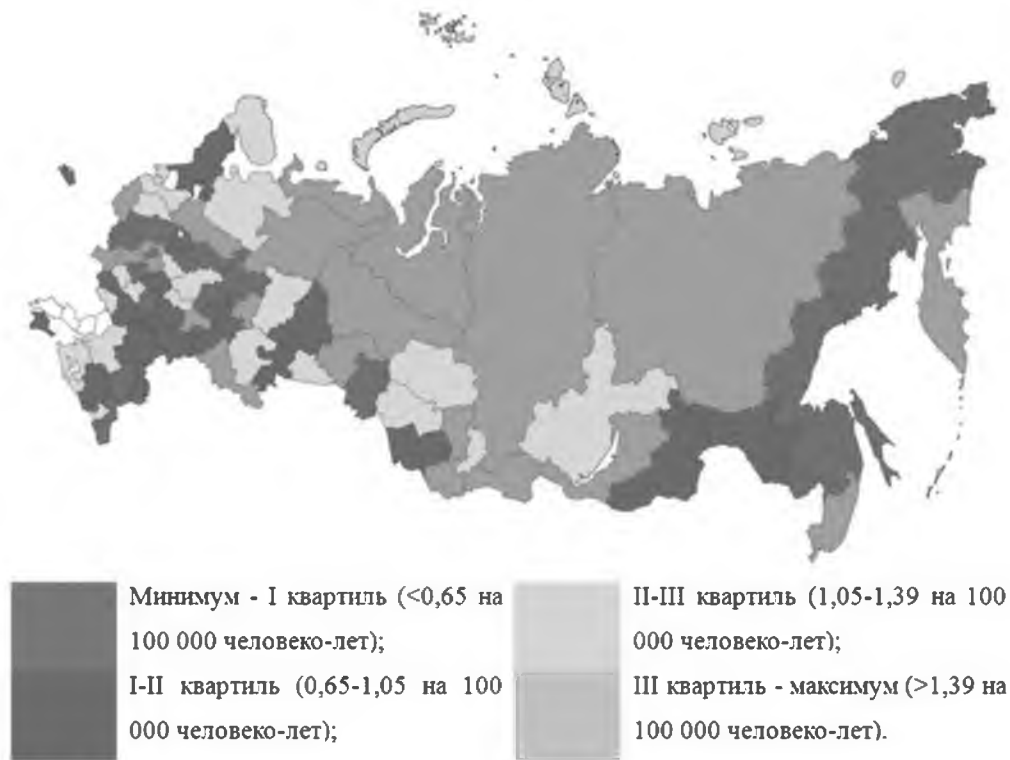 Минимум - I квартиль (<0,65 на
100 000 человеко-лет);
I-II квартиль (0,65-1,05 на 100
000 человеко-лет);
II-III квартиль (1,05-1,39 на 100
000 человеко-лет);
III квартиль - максимум (>1,39 на
100 000 человеко-лет).